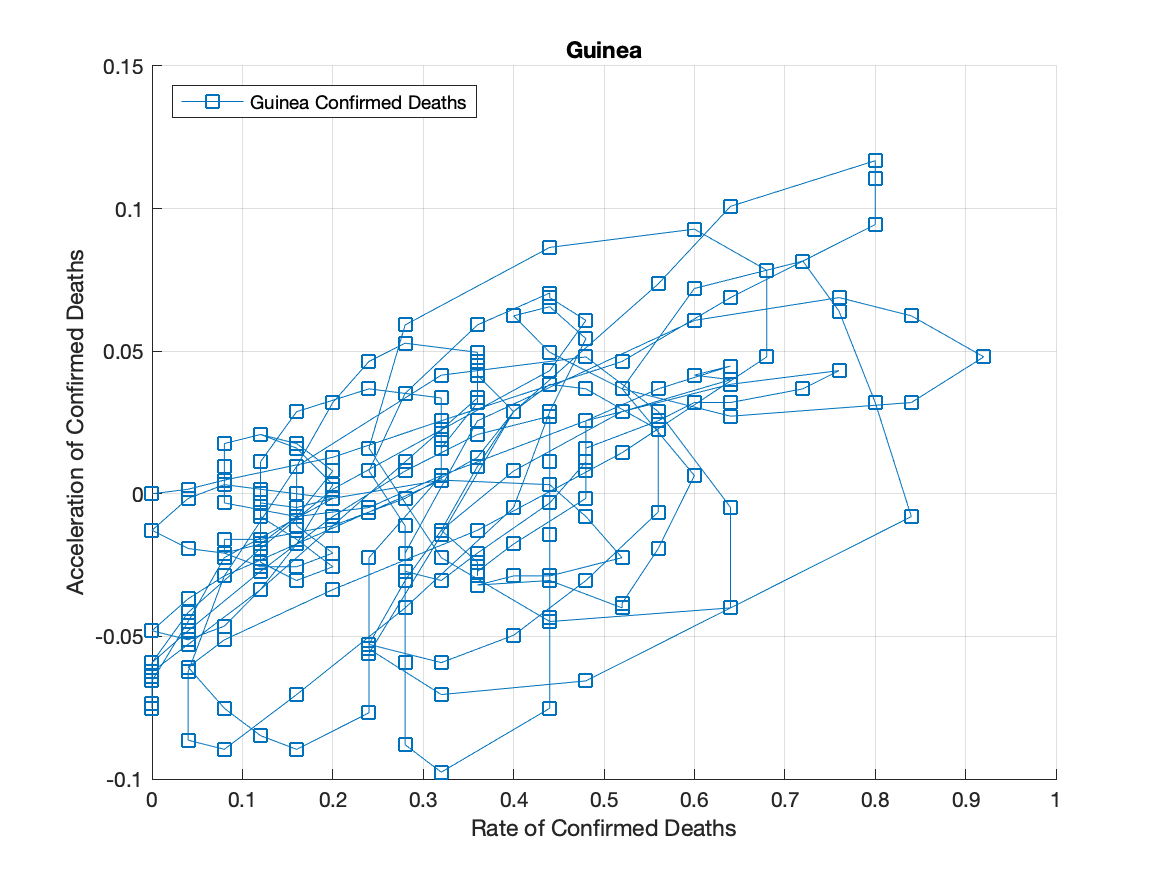 Guinea
0.15
Guinea Confirmed Deaths
0.1
0.05
0
-0.05
-0.1
Acceleration of Confirmed Deaths
0 0.1 0.2 0.3 0.4 0.5 0.6 0.7 0.8 0.9 1
Rate of Confirmed Deaths